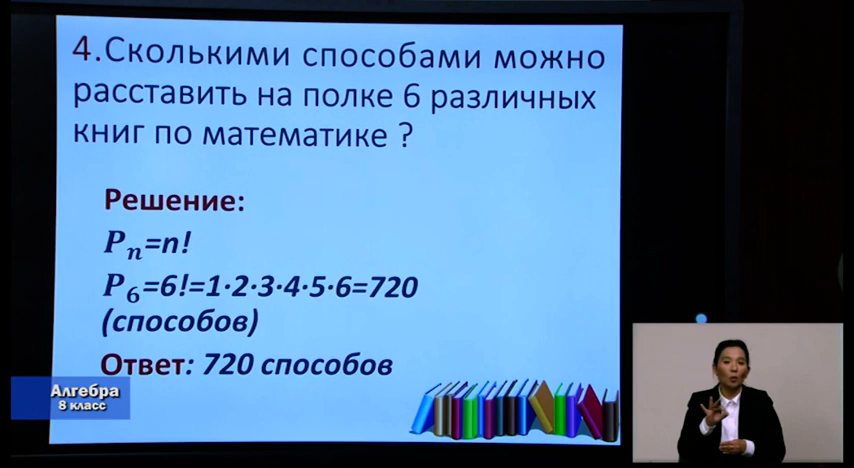 4.Сколькими способами можно
расставить на полке 6 различных
книг по математике ?
Решение:
Pₙ=n!
P₆=6!=1·2·3·4·5·6=720
(способов)
Ответ: 720 способов
Алгебра
8 класс